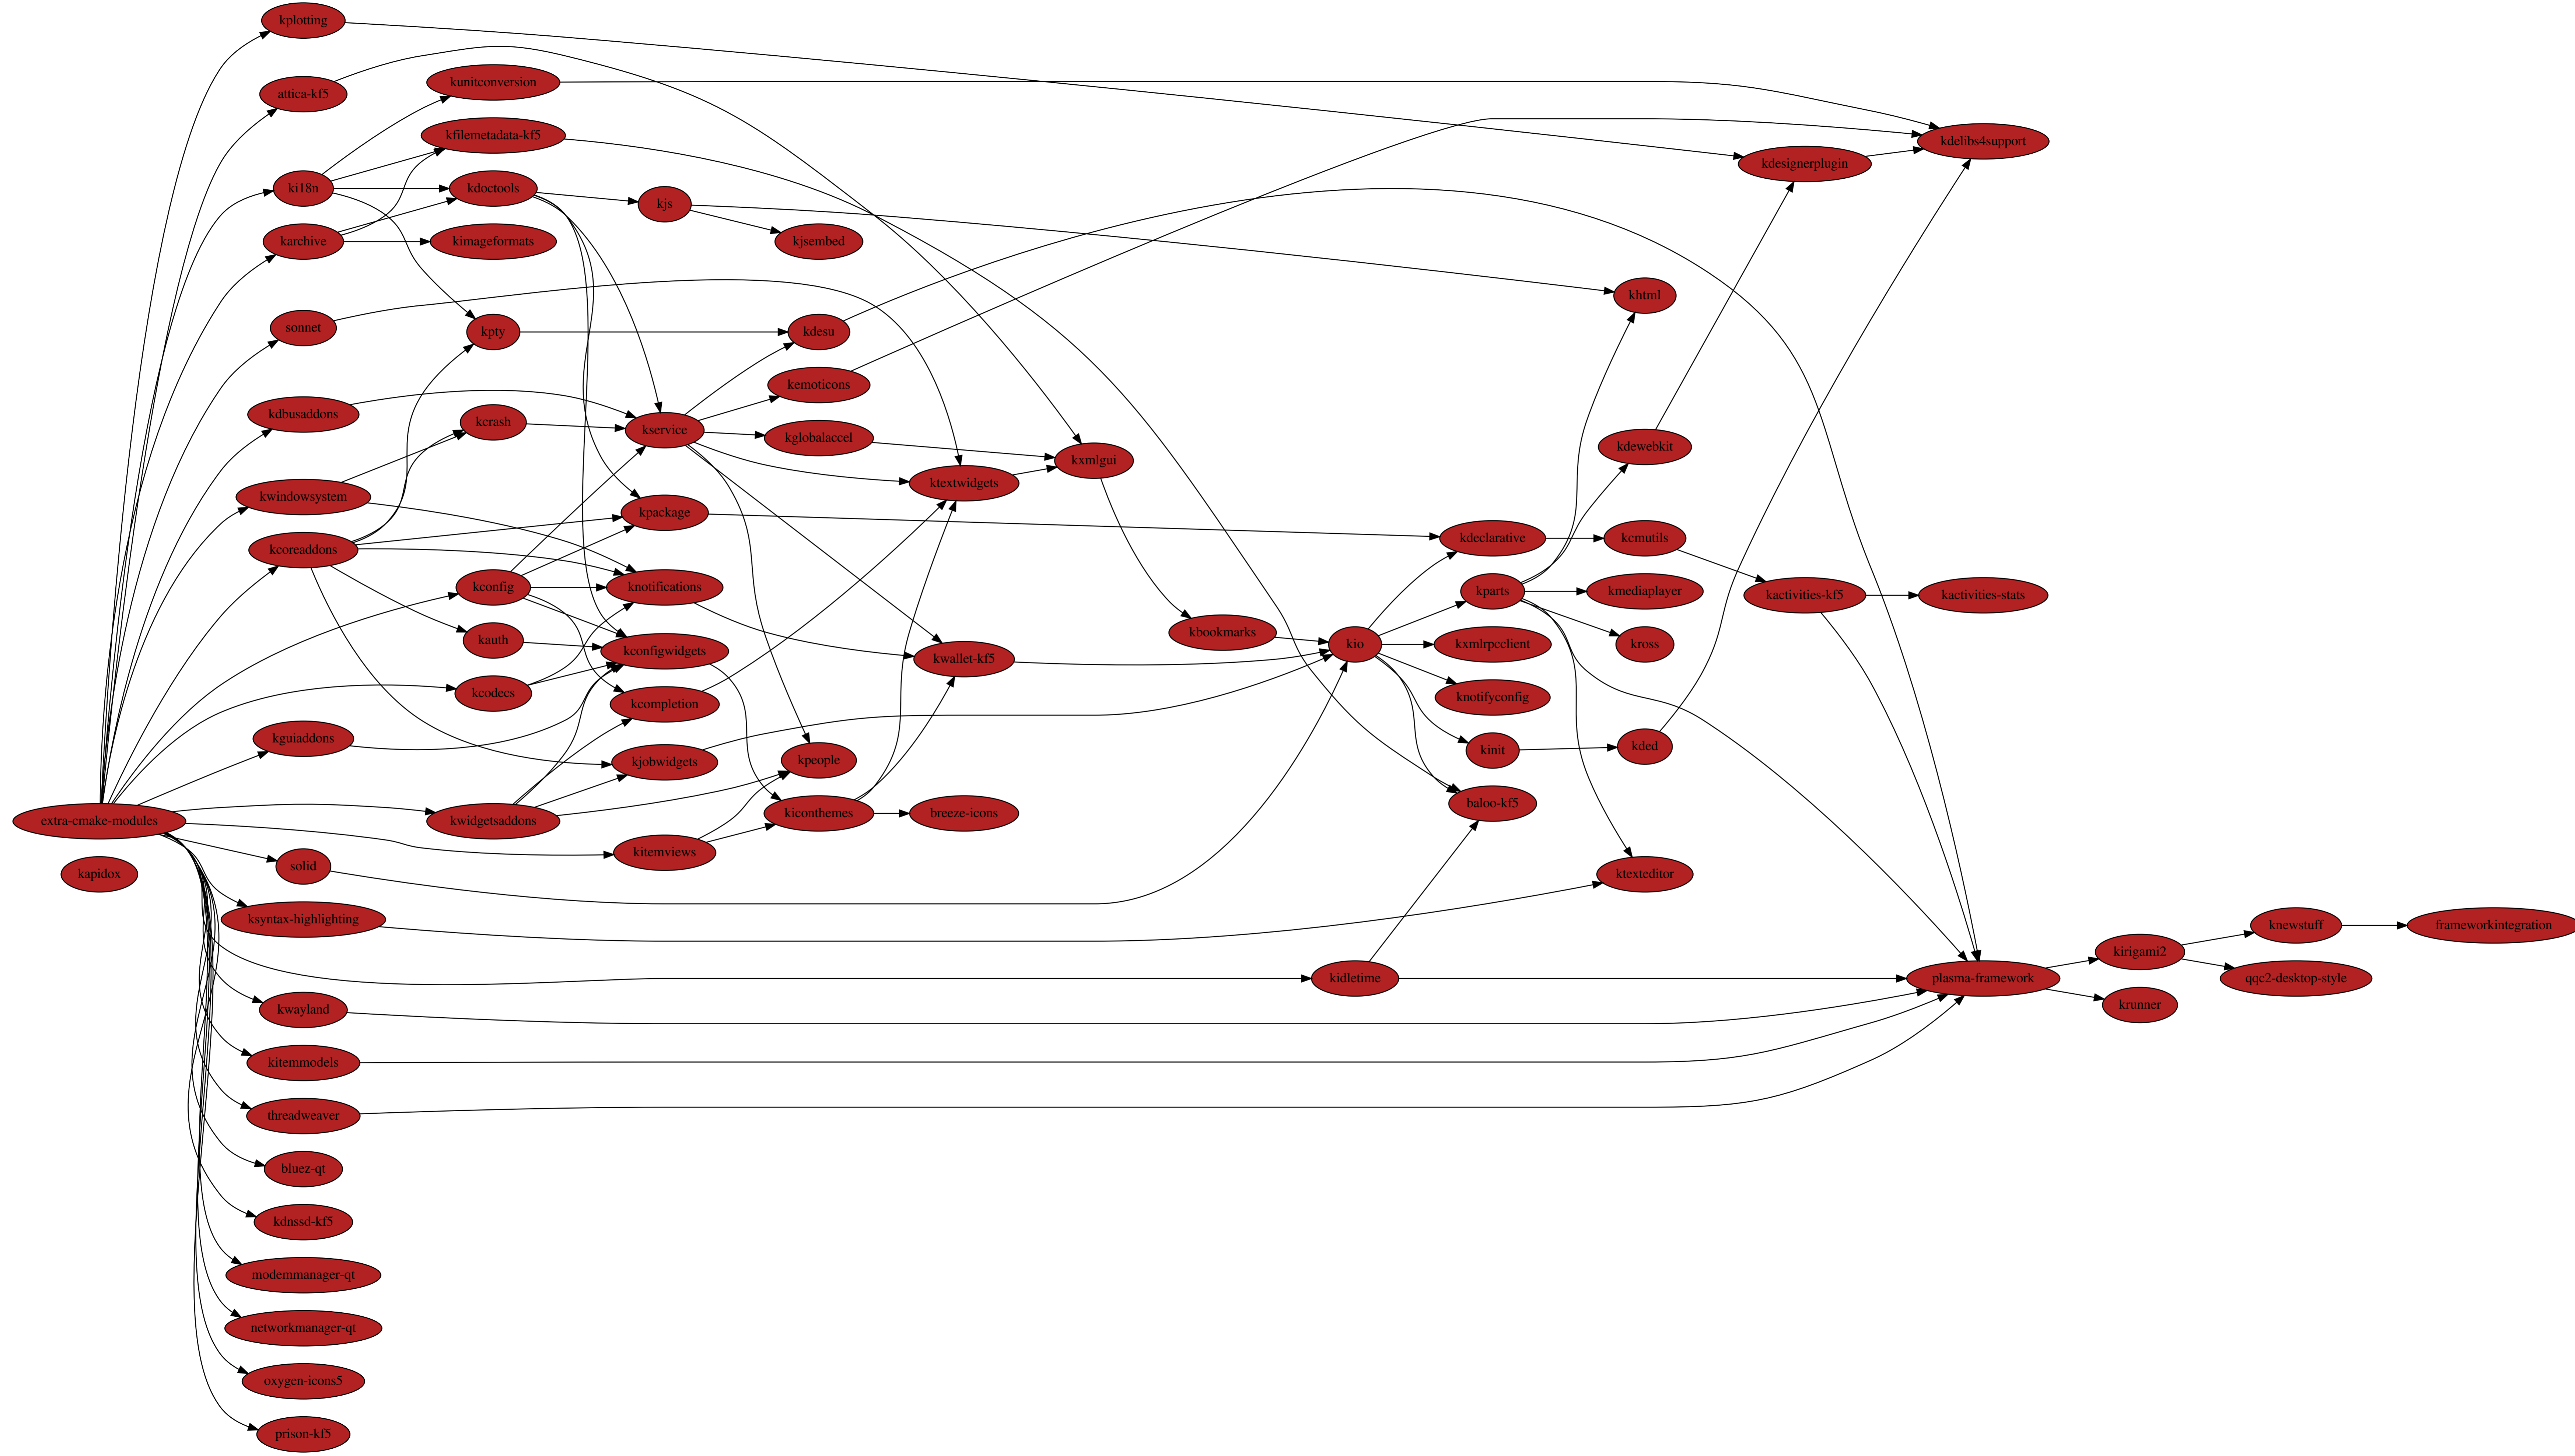 kplotting
attica-kf5
kunitconversion
kfilemetadata-kf5
kdelibs4support
kdesignerplugin
ki18n
kdoctools
kjs
karchive
kimageformats
kjsembed
khtml
sonnet
kpty
kdesu
kemoticons
kdbusaddons
kcrash
kservice
kglobalaccel
kdewebkit
kxmlgui
ktextwidgets
kwindowsystem
kpackage
kdeclarative
kcmutils
kcoreaddons
kconfig
knotifications
kparts
kmediaplayer
kactivities-kf5
kactivities-stats
kauth
kbookmarks
kio
kxmlrpcclient
kross
kconfigwidgets
kwallet-kf5
kcodecs
kcompletion
knotifyconfig
kguiaddons
kinit
kded
kjobwidgets
kpeople
baloo-kf5
kiconthemes
breeze-icons
extra-cmake-modules
kwidgetsaddons
kitemviews
solid
kapidox
ktexteditor
ksyntax-highlighting
knewstuff
frameworkintegration
kirigami2
kidletime
plasma-framework
qqc2-desktop-style
krunner
kwayland
kitemmodels
threadweaver
bluez-qt
kdnssd-kf5
modemmanager-qt
networkmanager-qt
oxygen-icons5
prison-kf5